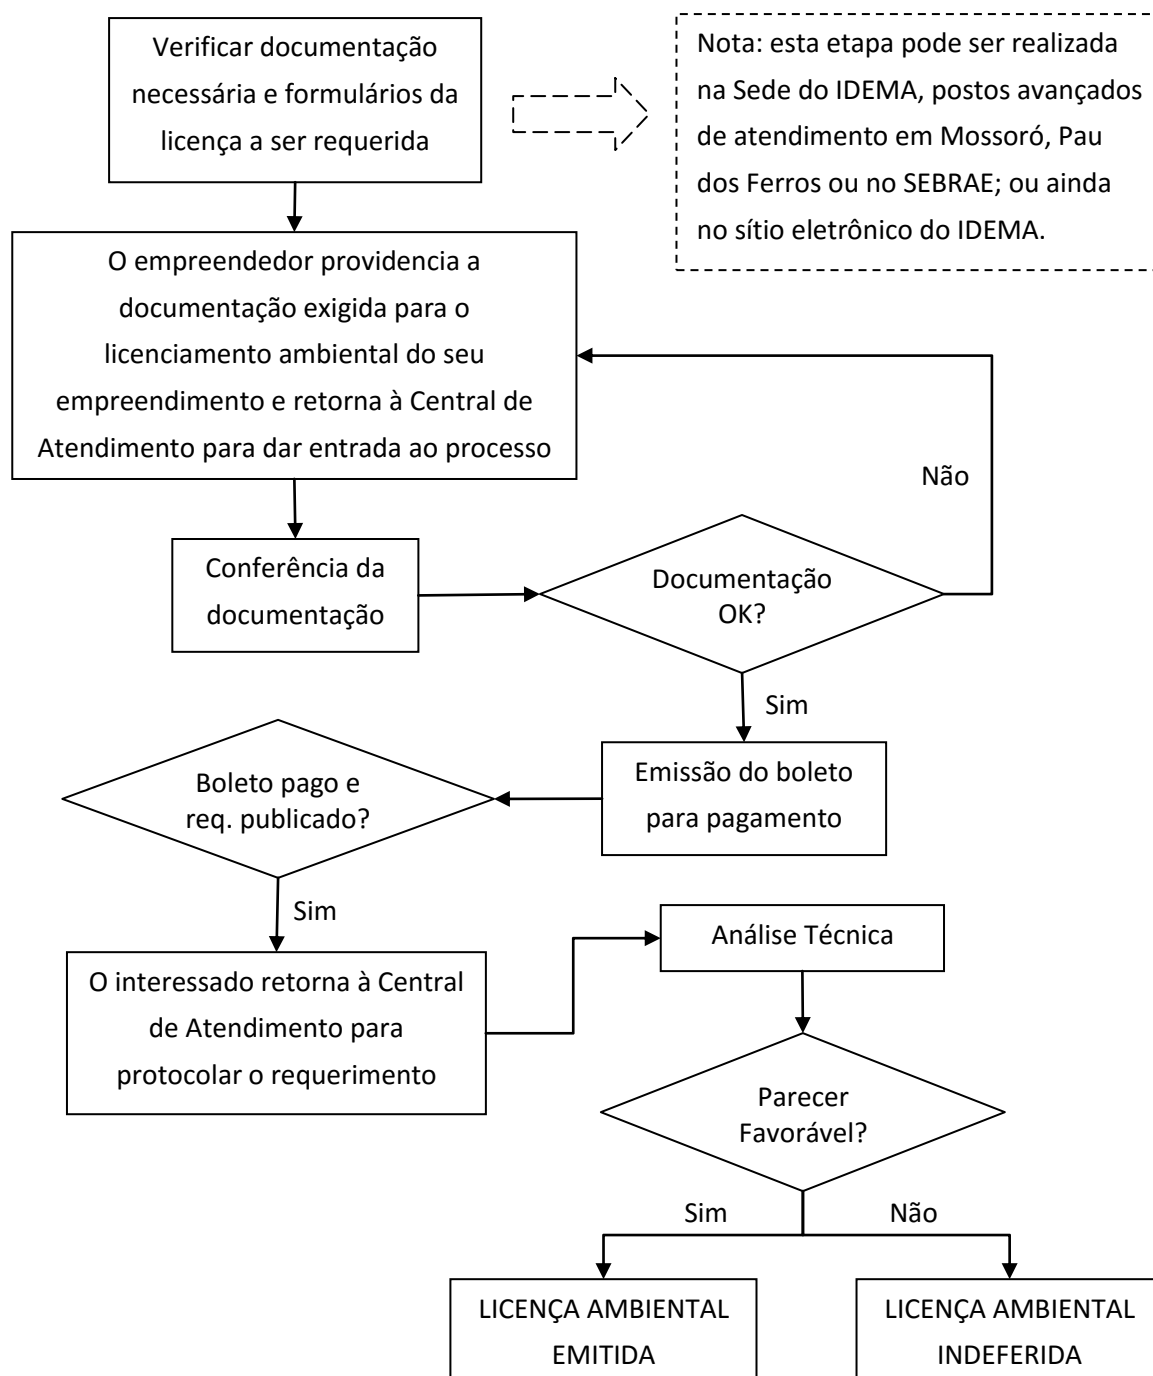 Verificar documentação
necessária e formulários da
licença a ser requerida
Nota: esta etapa pode ser realizada
na Sede do IDEMA, postos avançados
de atendimento em Mossoró, Pau
dos Ferros ou no SEBRAE; ou ainda
no sítio eletrônico do IDEMA.
O empreendedor providencia a
documentação exigida para o
licenciamento ambiental do seu
empreendimento e retorna à Central de
Atendimento para dar entrada ao processo
Não
Conferência da
documentação
Documentação
OK?
Sim
Emissão do boleto
para pagamento
Boleto pago e
req. publicado?
Sim
O interessado retorna à Central
de Atendimento para
protocolar o requerimento
Análise Técnica
Parecer
Favorável?
Sim
Não
LICENÇA AMBIENTAL
EMITIDA
LICENÇA AMBIENTAL
INDEFERIDA